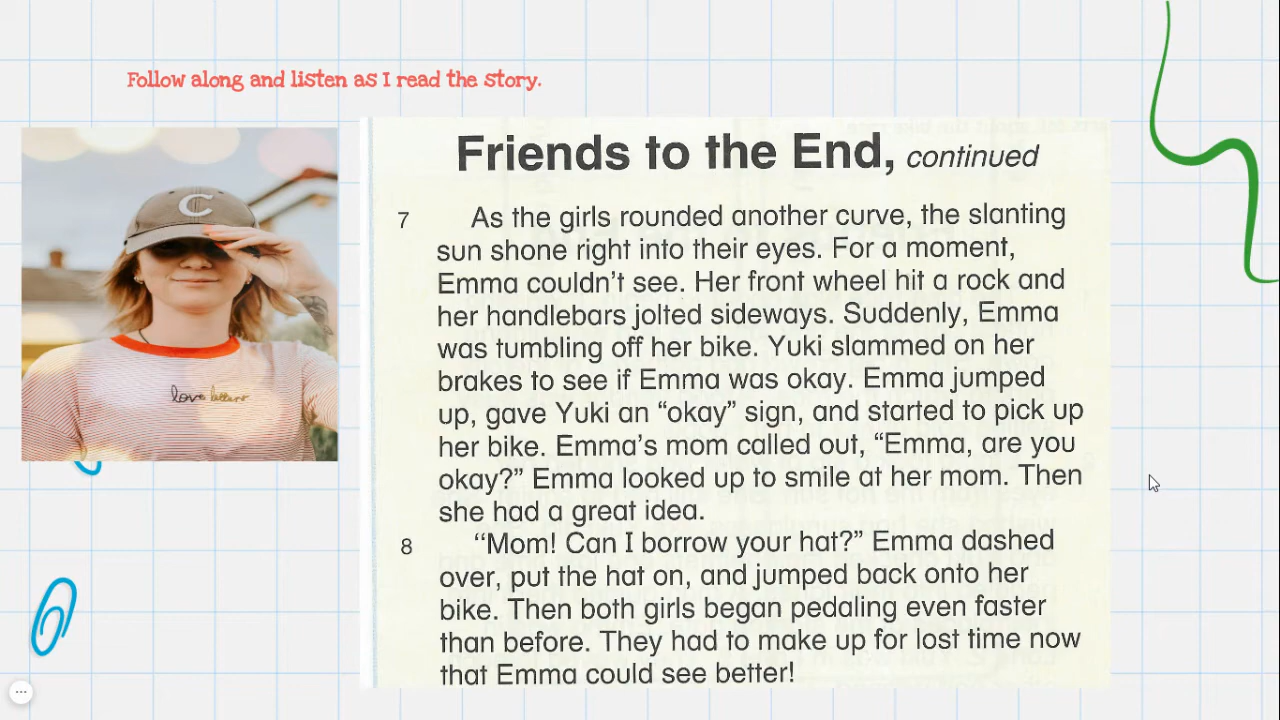 Follow along and listen as I read the story.
C
love letters
Friends to the End, continued
7 As the girls rounded another curve, the slanting
sun shone right into their eyes. For a moment,
Emma couldn't see. Her front wheel hit a rock and
her handlebars jolted sideways. Suddenly, Emma
was tumbling off her bike. Yuki slammed on her
brakes to see if Emma was okay. Emma jumped
up, gave Yuki an “okay” sign, and started to pick up
her bike. Emma's mom called out, “Emma, are you
okay?” Emma looked up to smile at her mom. Then
she had a great idea.
8 “Mom! Can I borrow your hat?” Emma dashed
over, put the hat on, and jumped back onto her
bike. Then both girls began pedaling even faster
than before. They had to make up for lost time now
that Emma could see better!